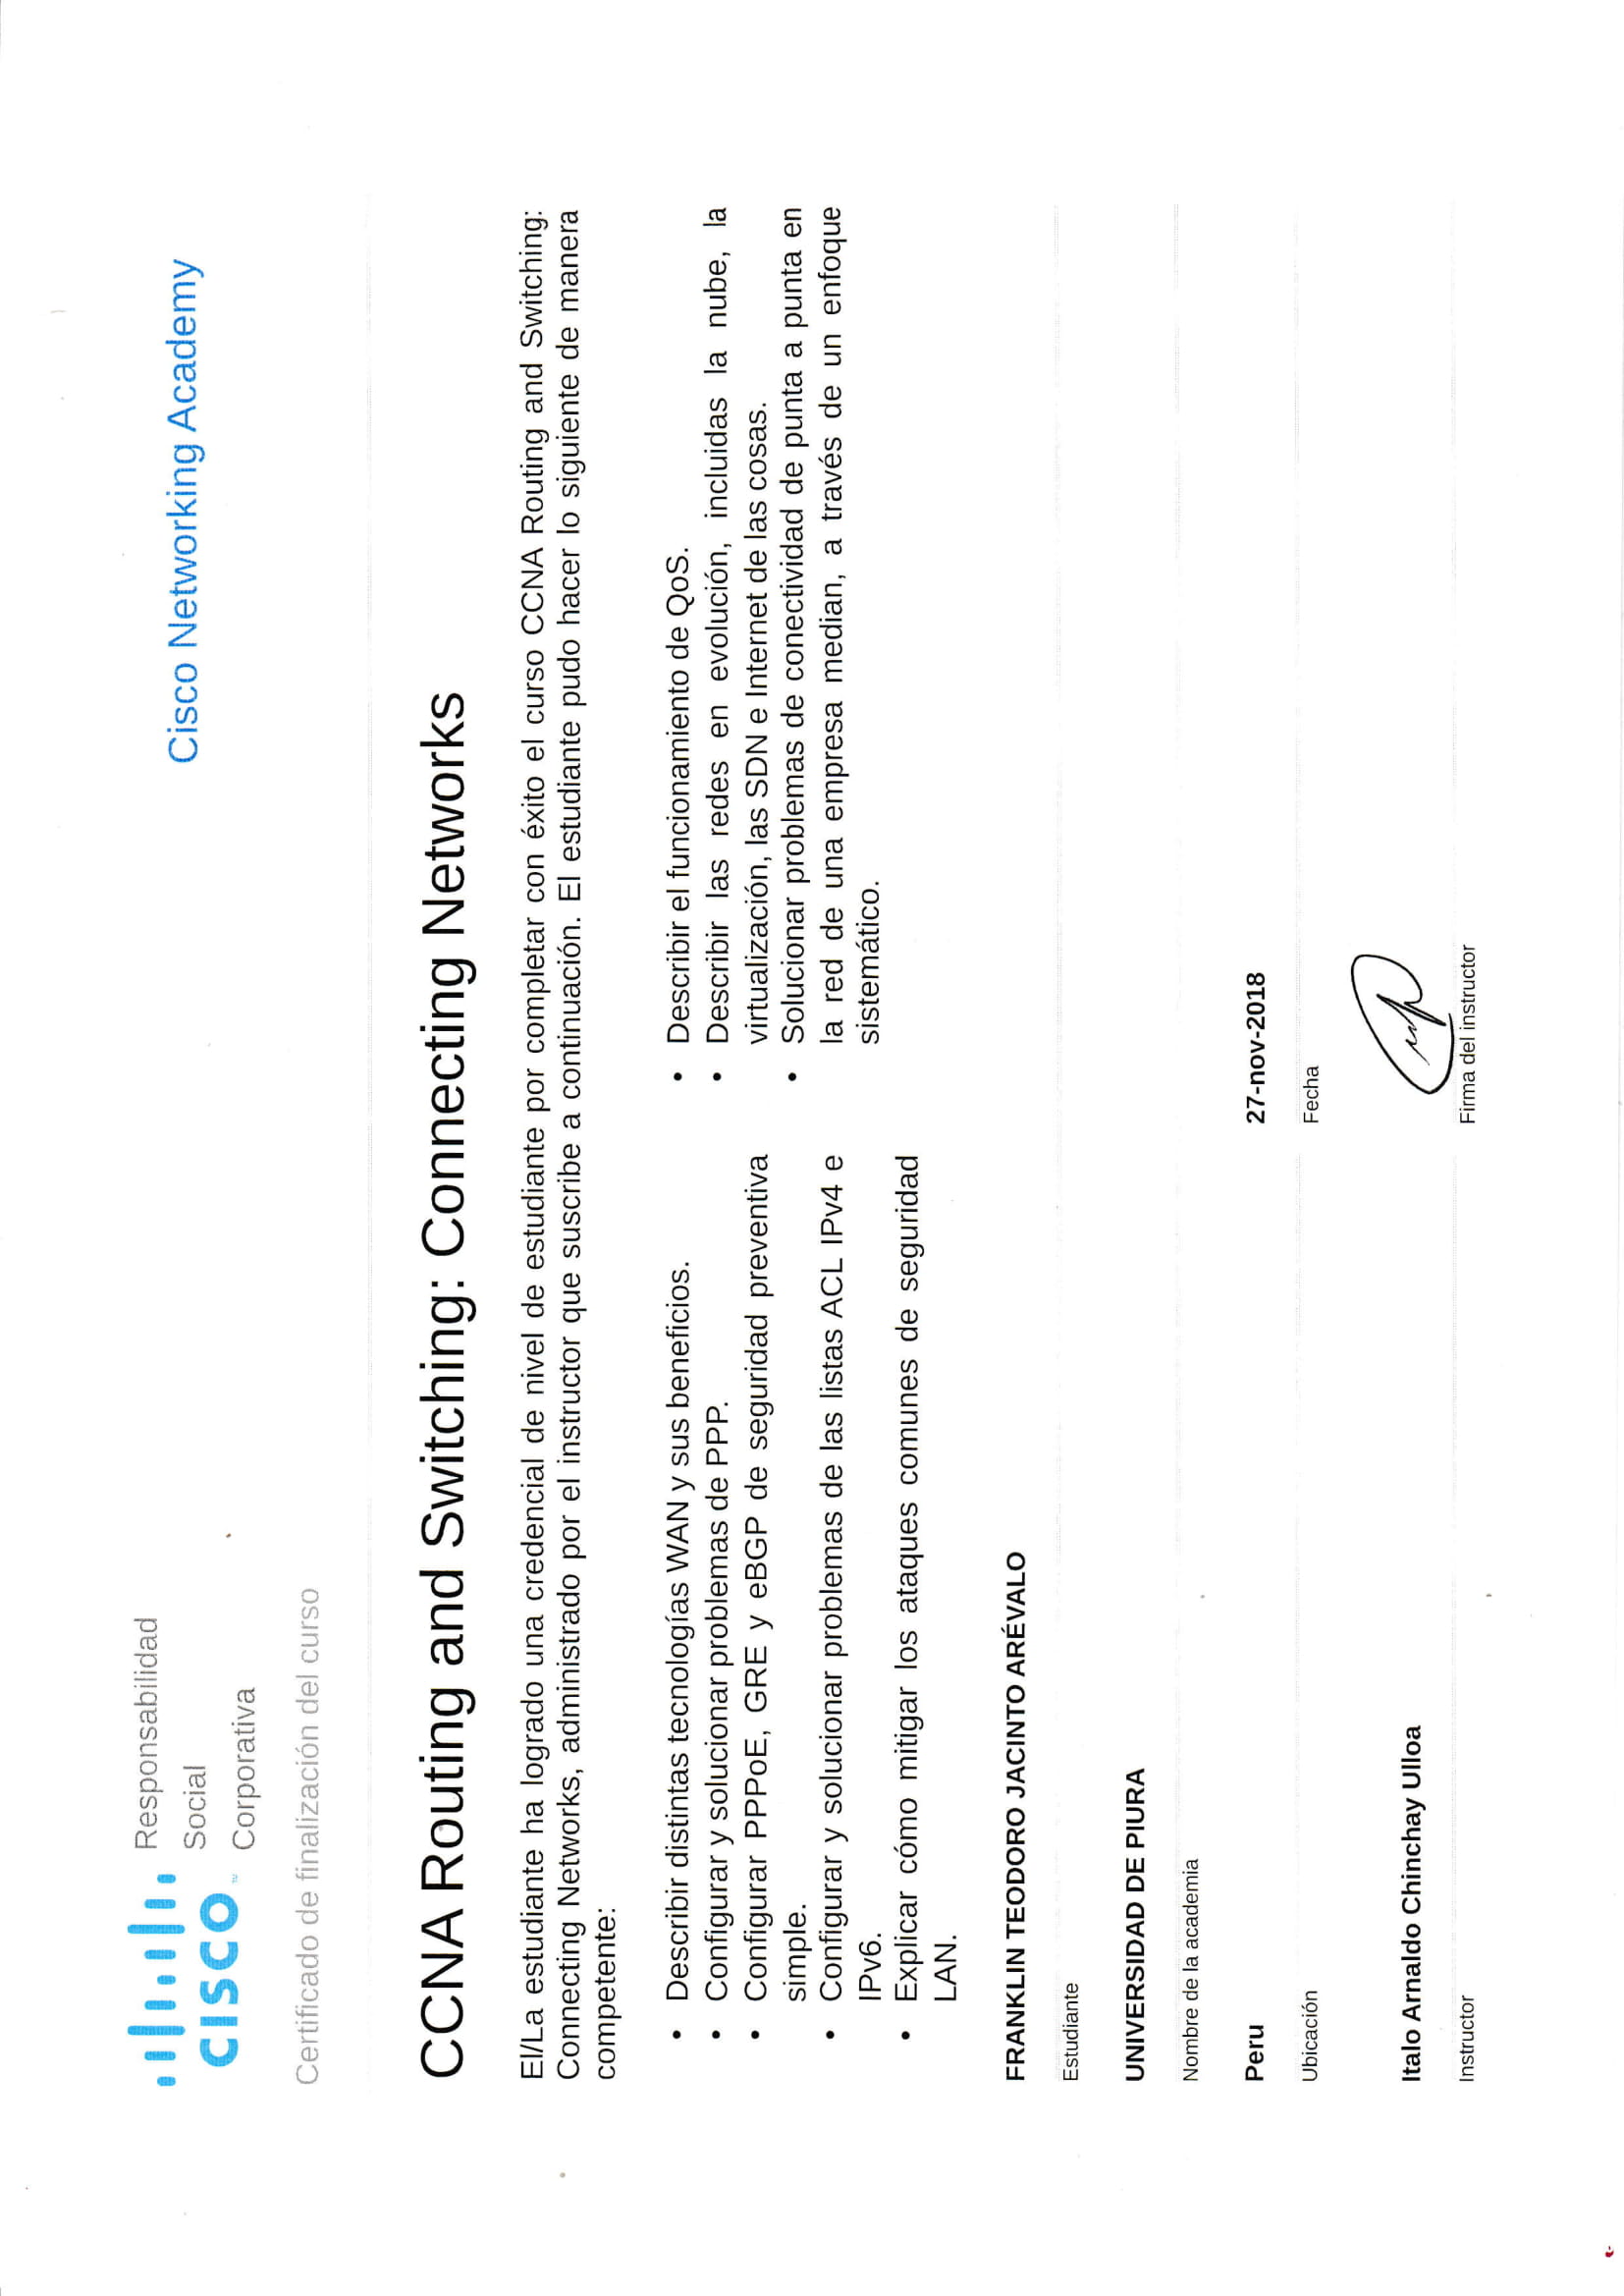 cisco
Responsabilidad
Social
Corporativa
Cisco Networking Academy
Certificado de finalización del curso
CCNA Routing and Switching: Connecting Networks
El/La estudiante ha logrado una credencial de nivel de estudiante por completar con éxito el curso CCNA Routing and Switching:
Connecting Networks, administrado por el instructor que suscribe a continuación. El estudiante pudo hacer lo siguiente de manera
competente:
• Describir distintas tecnologías WAN y sus beneficios.
• Configurar y solucionar problemas de PPP.
• Configurar PPPoE, GRE y eBGP de seguridad preventiva
simple.
• Configurar y solucionar problemas de las listas ACL IPv4 e
IPv6.
• Explicar cómo mitigar los ataques comunes de seguridad
LAN.
• Describir el funcionamiento de QoS.
• Describir las redes en evolución, incluidas la nube, la
virtualización, las SDN e Internet de las cosas.
• Solucionar problemas de conectividad de punta a punta en
la red de una empresa median, a través de un enfoque
sistemático.
FRANKLIN TEODORO JACINTO ARÉVALO
Estudiante
UNIVERSIDAD DE PIURA
Nombre de la academia
Peru
Ubicación
27-nov-2018
Fecha
Italo Arnaldo Chinchay Ulloa
Instructor
Firma del instructor